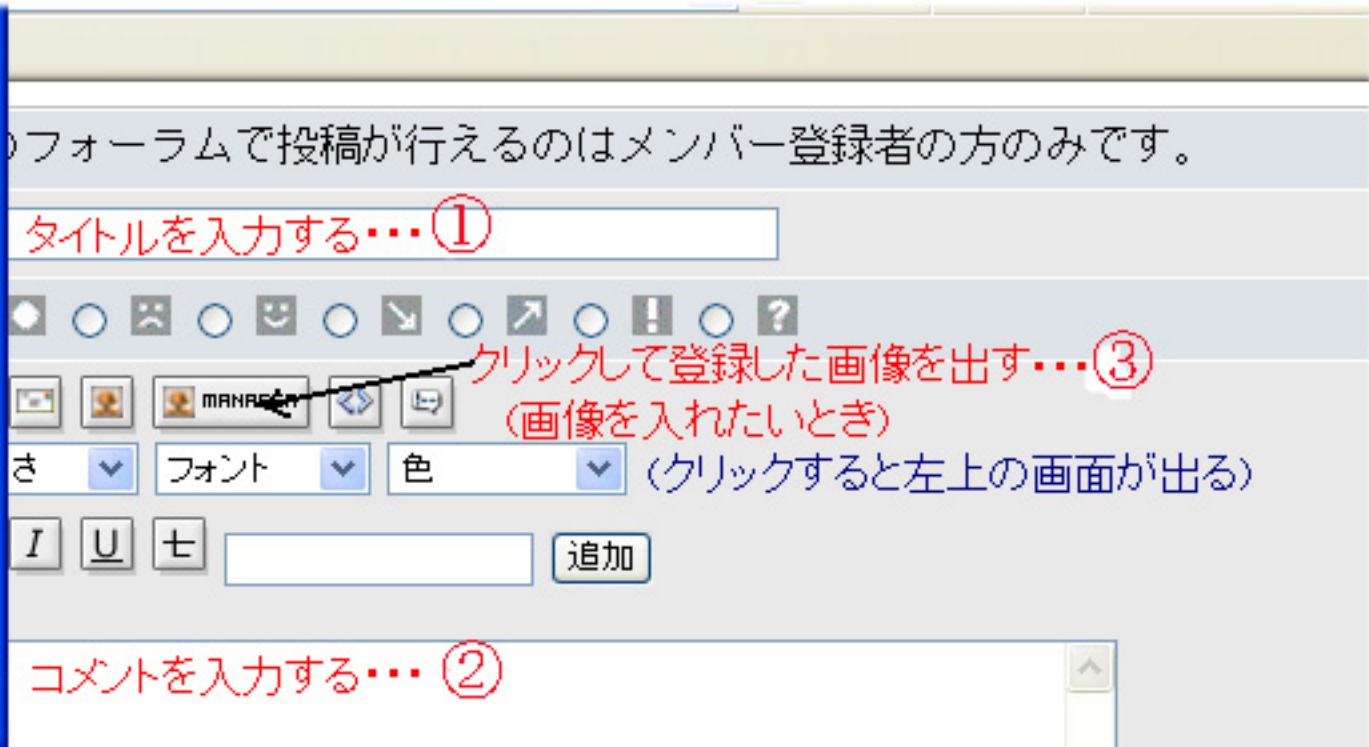 のフォーラムで投稿が行えるのはメンバー登録者の方のみです。
タイトルを入力する・・・①
クリックして登録した画像を出す・・・③
MANAGER
(画像を入れたいとき)
さ フォント 色 (クリックすると左上の画面が出る)
I U セ 追加
コメントを入力する・・・ ②